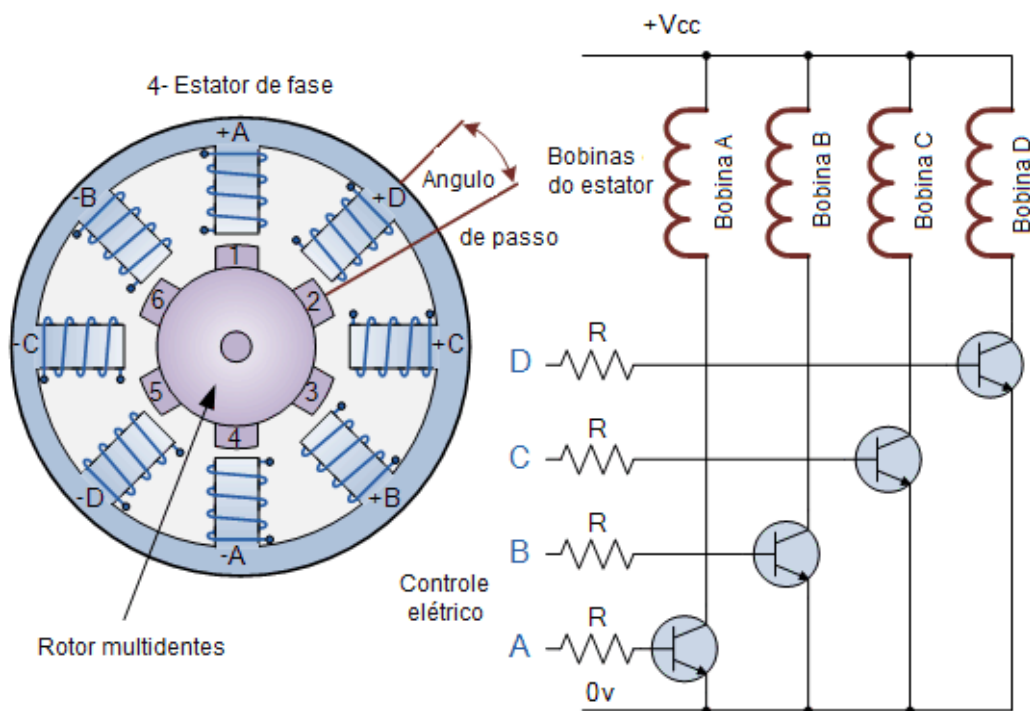 +Vcc
4- Estator de fase
+A
-B
+D
Angulo
de passo
-C
+C
-D
+B
-A
1
2
3
4
5
6
Rotor multidentes
Bobinas
do estator
Bobina A
Bobina B
Bobina C
Bobina D
D
R
C
R
B
R
A
R
Controle
elétrico
0v